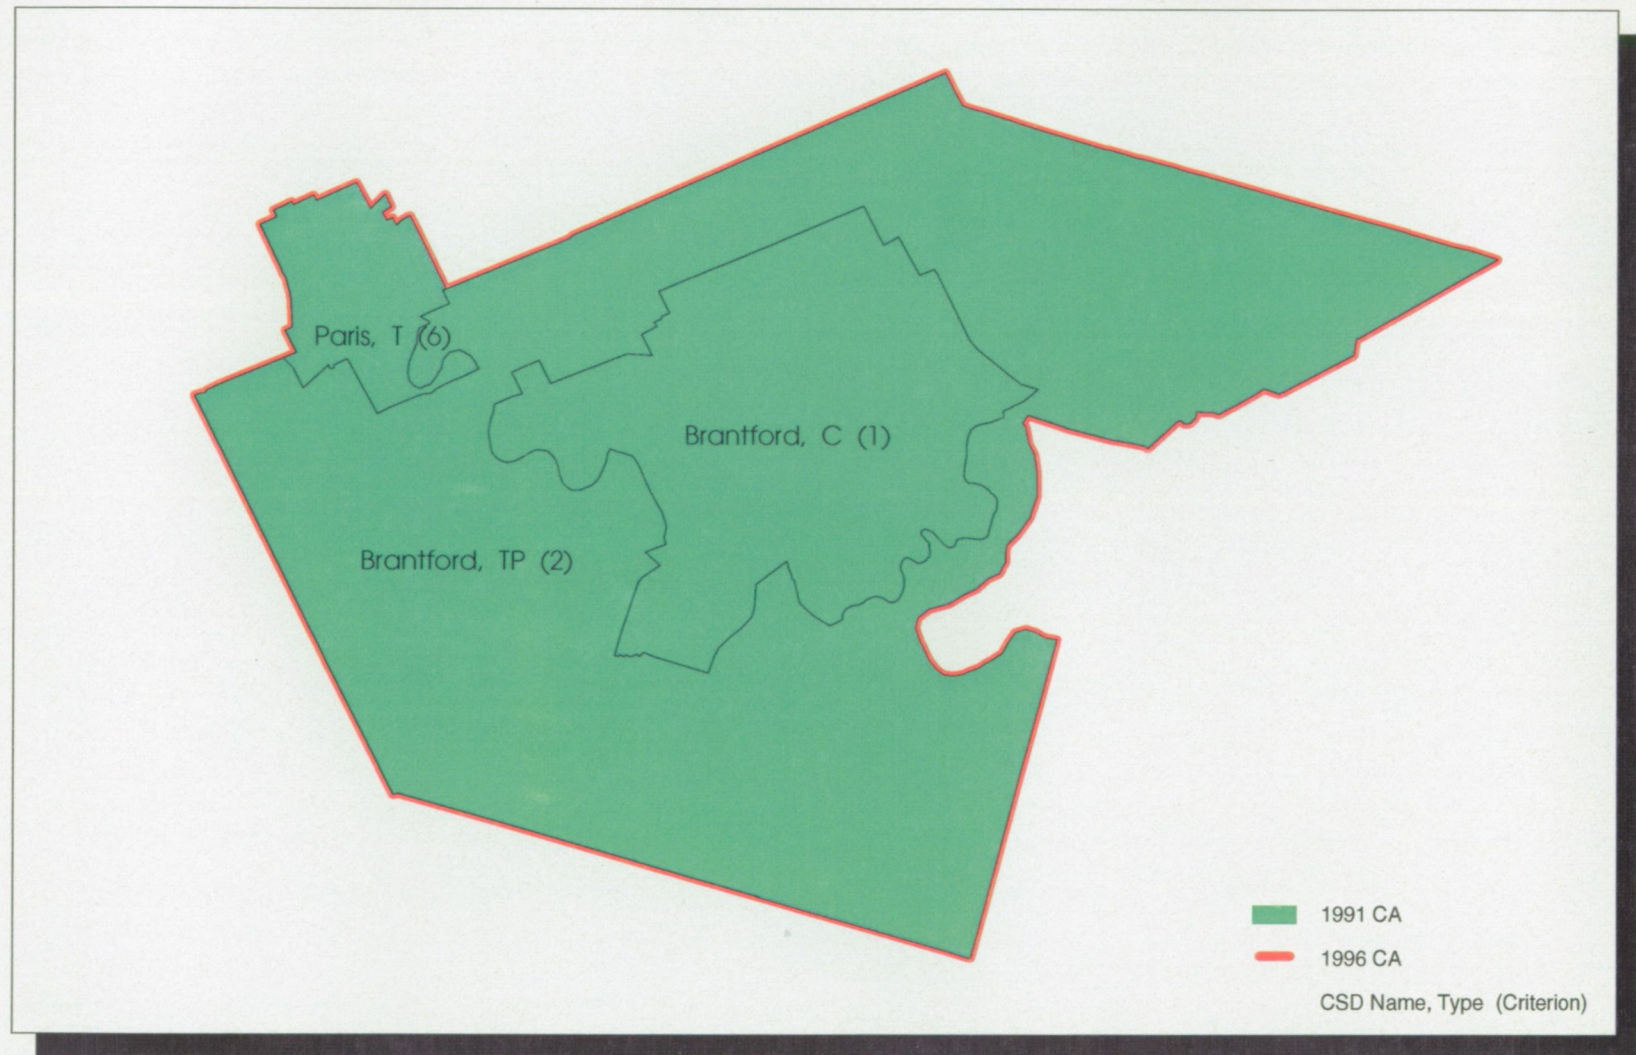 Paris, T (6)
Brantford, C (1)
Brantford, TP (2)
1991 CA
1996 CA
CSD Name, Type (Criterion)